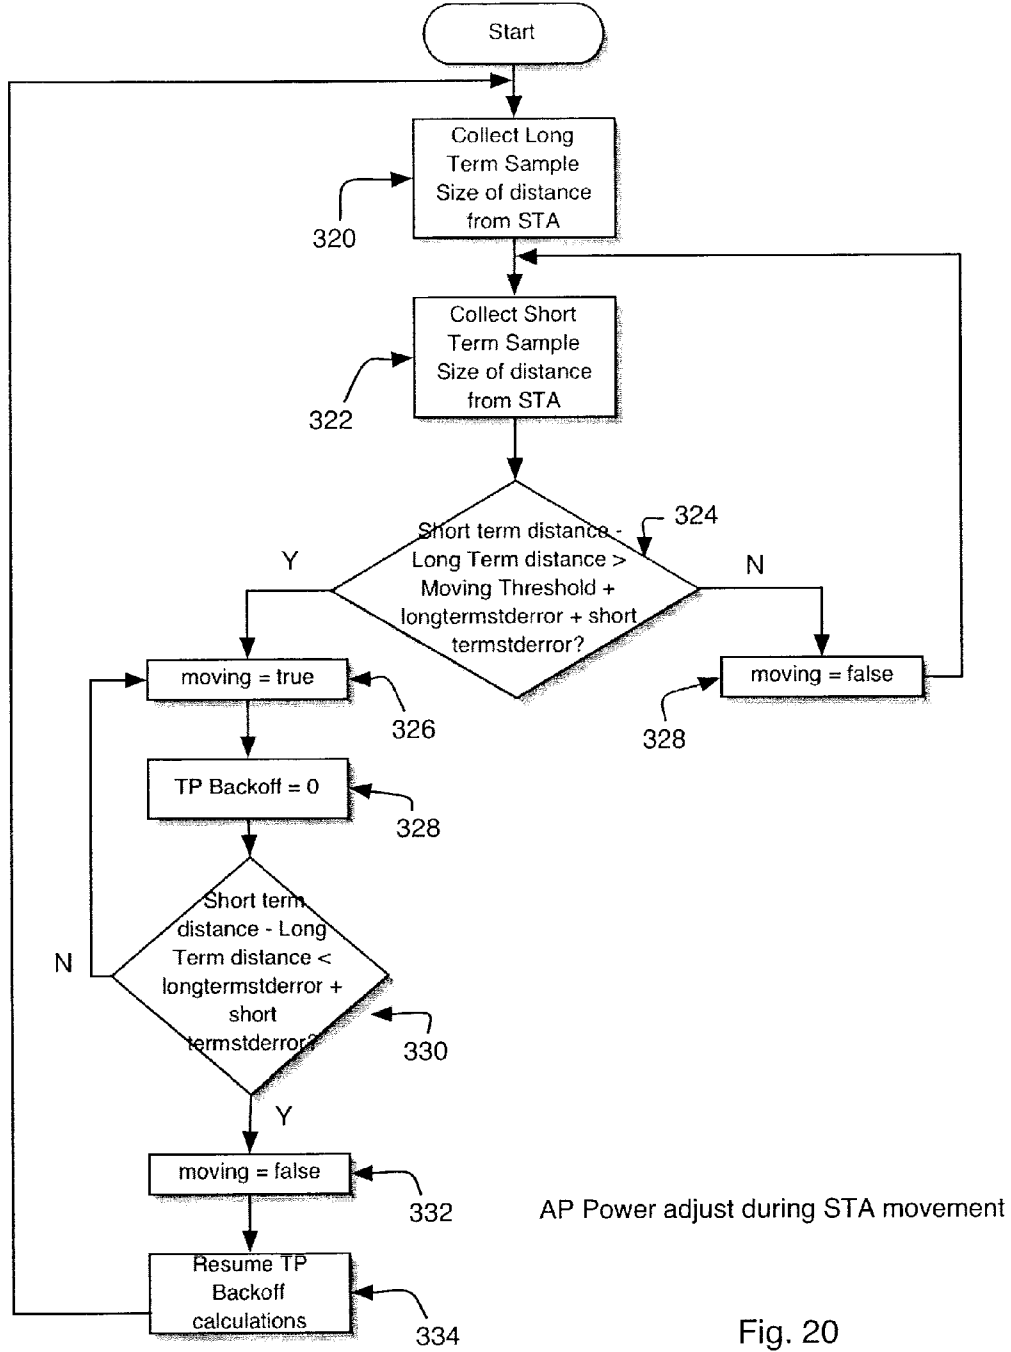 Start
Collect Long
Term Sample
Size of distance
from STA
320
Collect Short
Term Sample
Size of distance
from STA
322
Short term distance -
Long Term distance >
Moving Threshold +
longtermstderror + short
termstderror?
324
Y
N
moving = true
326
moving = false
328
TP Backoff = 0
328
Short term
distance - Long
Term distance <
longtermstderror +
short
termstderror?
N
330
Y
moving = false
332
Resume TP
Backoff
calculations
334
AP Power adjust during STA movement
Fig. 20